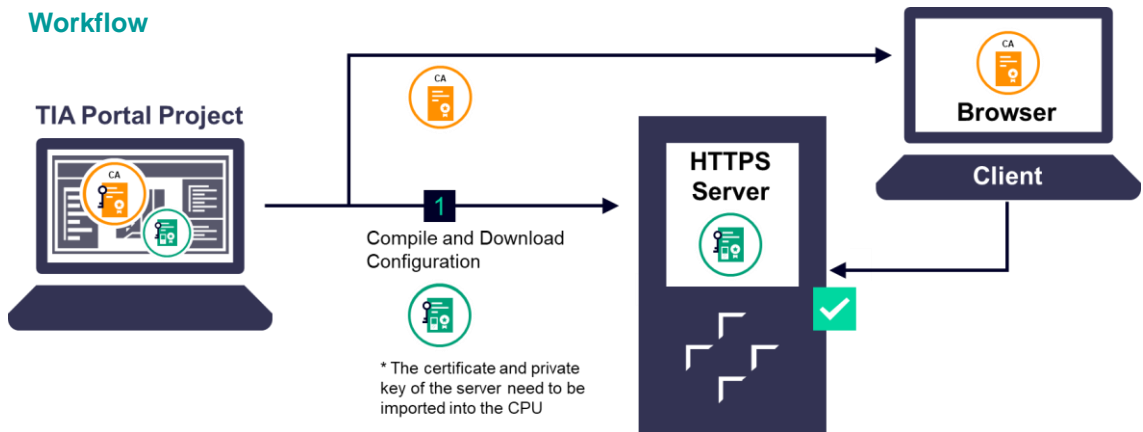 Workflow
TIA Portal Project
CA
CA
1
Compile and Download
Configuration
* The certificate and private
key of the server need to be
imported into the CPU
HTTPS
Server
CA
Browser
Client